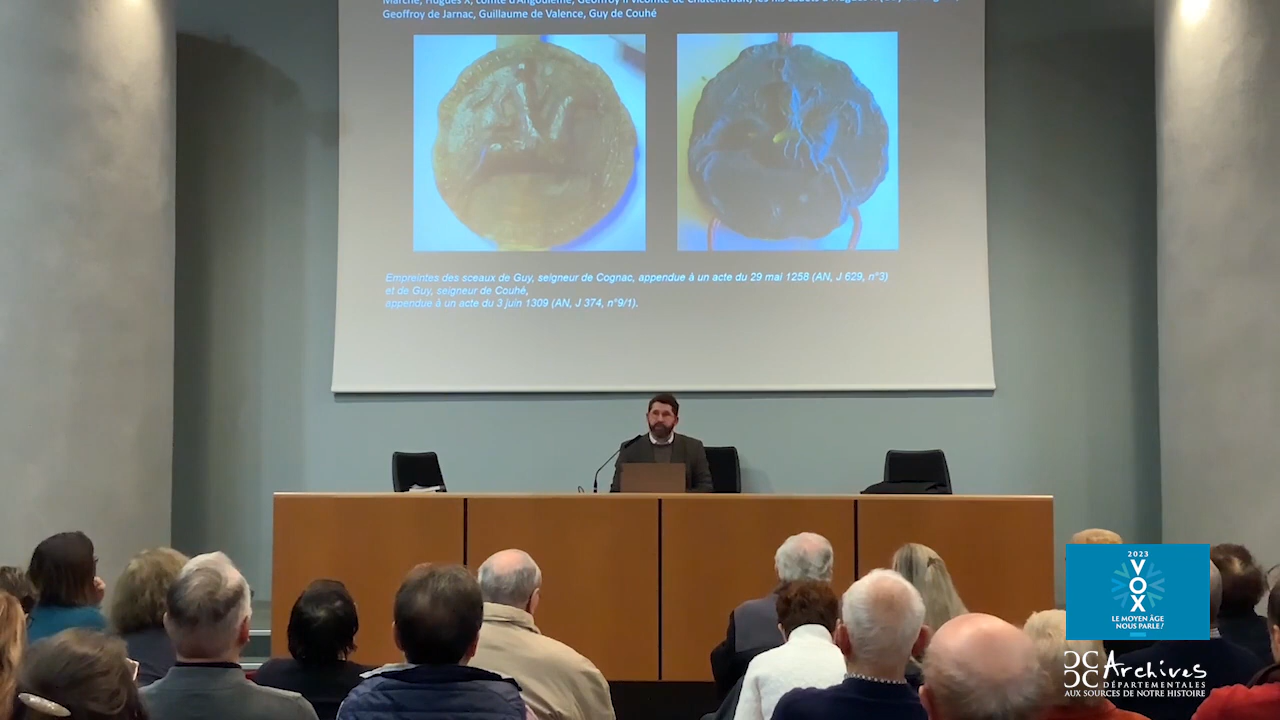 Geoffroy de Jarnac, Guillaume de Valence, Guy de Couhé
Empreintes des sceaux de Guy, seigneur de Cognac, appendue à un acte du 29 mai 1258 (AN, J 629, n°3)
et de Guy, seigneur de Couhé,
appendue à un acte du 3 juin 1309 (AN, J 374, n°9/1).
2023
VOX
LE MOYEN ÂGE
NOUS PARLE !
Archives
DÉPARTEMENTALES
AUX SOURCES DE NOTRE HISTOIRE